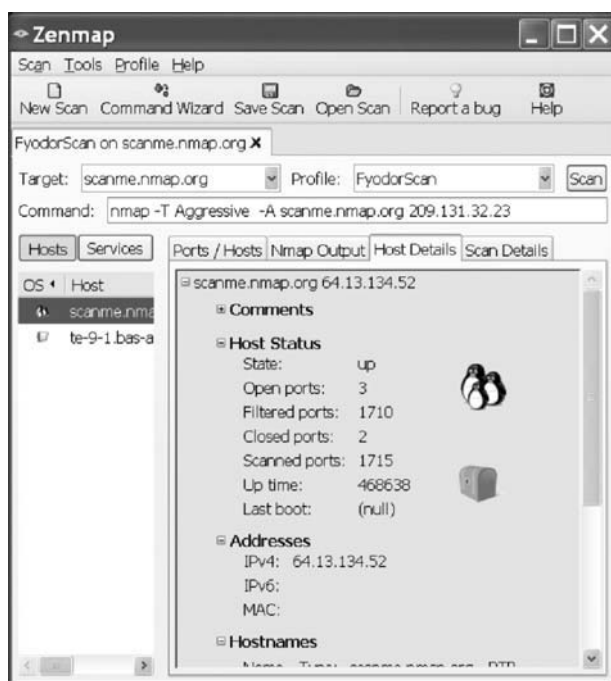 Zenmap
Scan Tools Profile Help
New Scan Command Wizard Save Scan Open Scan Report a bug Help
FyodorScan on scanme.nmap.org
Target: scanme.nmap.org Profile: FyodorScan Scan
Command: nmap -T Aggressive -A scanme.nmap.org 209.131.32.23
Hosts Services Ports / Hosts Nmap Output Host Details Scan Details
OS Host
scanme.nma
te-9-1.bas-a
scanme.nmap.org 64.13.134.52
Comments
Host Status
State: up
Open ports: 3
Filtered ports: 1710
Closed ports: 2
Scanned ports: 1715
Up time: 468638
Last boot: (null)
Addresses
IPv4: 64.13.134.52
IPv6:
MAC:
Hostnames